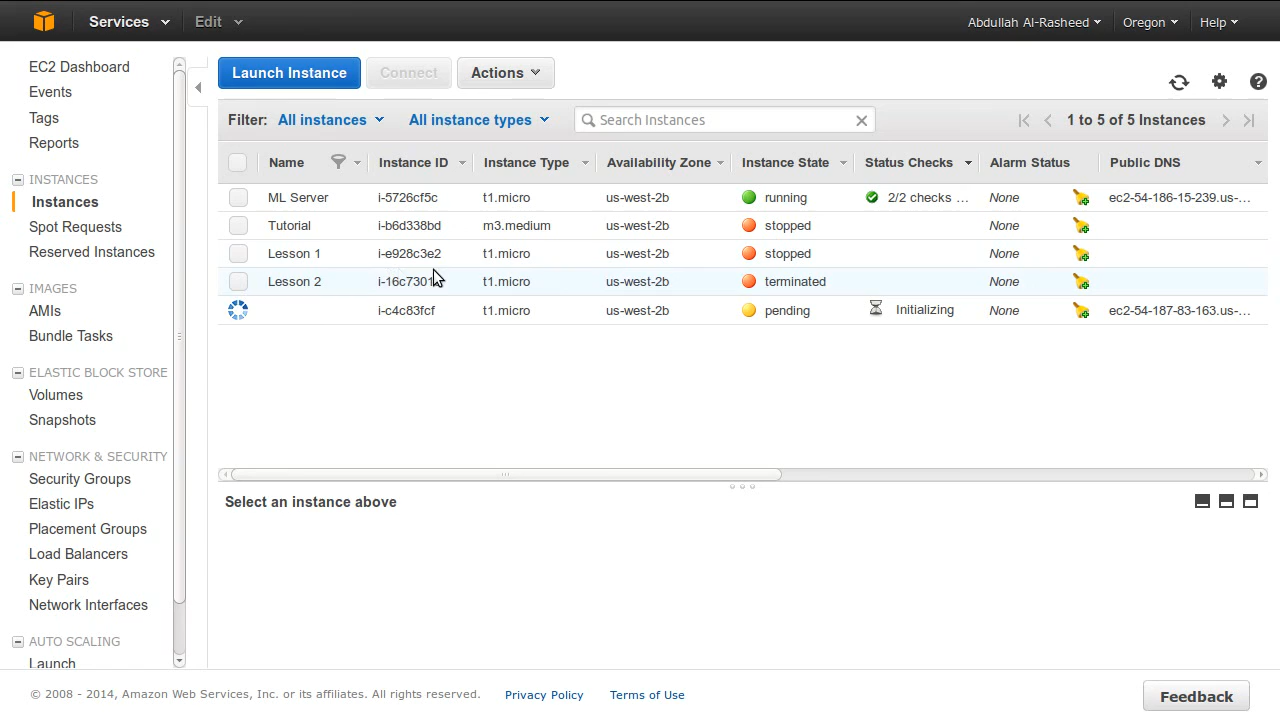 Services Edit Abdullah Al-Rasheed Oregon Help
EC2 Dashboard
Events
Tags
Reports
INSTANCES
Instances
Spot Requests
Reserved Instances
IMAGES
AMIs
Bundle Tasks
ELASTIC BLOCK STORE
Volumes
Snapshots
NETWORK & SECURITY
Security Groups
Elastic IPs
Placement Groups
Load Balancers
Key Pairs
Network Interfaces
AUTO SCALING
Launch
Launch Instance Connect Actions
Filter: All instances All instance types Search Instances 1 to 5 of 5 Instances
Name Instance ID Instance Type Availability Zone Instance State Status Checks Alarm Status Public DNS
ML Server i-5726cf5c t1.micro us-west-2b running 2/2 checks ... None ec2-54-186-15-239.us-...
Tutorial i-b6d338bd m3.medium us-west-2b stopped None
Lesson 1 i-e928c3e2 t1.micro us-west-2b stopped None
Lesson 2 t1.micro us-west-2b terminated None
i-c4c83fcf t1.micro us-west-2b pending Initializing None ec2-54-187-83-163.us-...
Select an instance above
© 2008 - 2014, Amazon Web Services, Inc. or its affiliates. All rights reserved. Privacy Policy Terms of Use Feedback